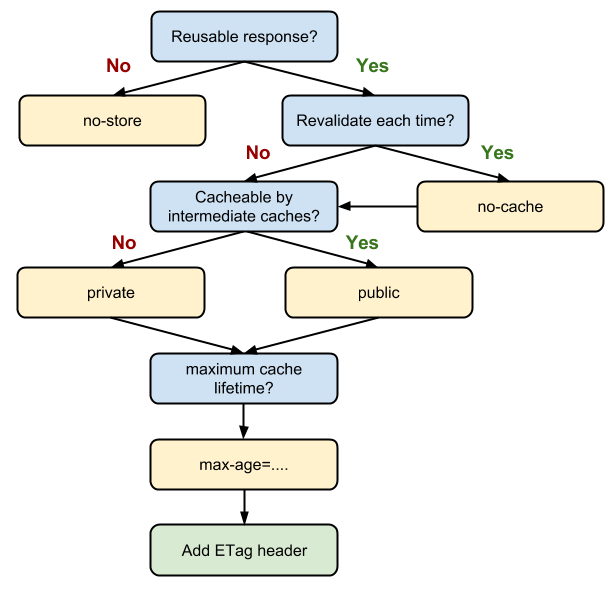 Reusable response?
No
Yes
no-store
Revalidate each time?
No
Yes
Cacheable by
intermediate caches?
no-cache
No
Yes
private
public
maximum cache
lifetime?
max-age=....
Add ETag header